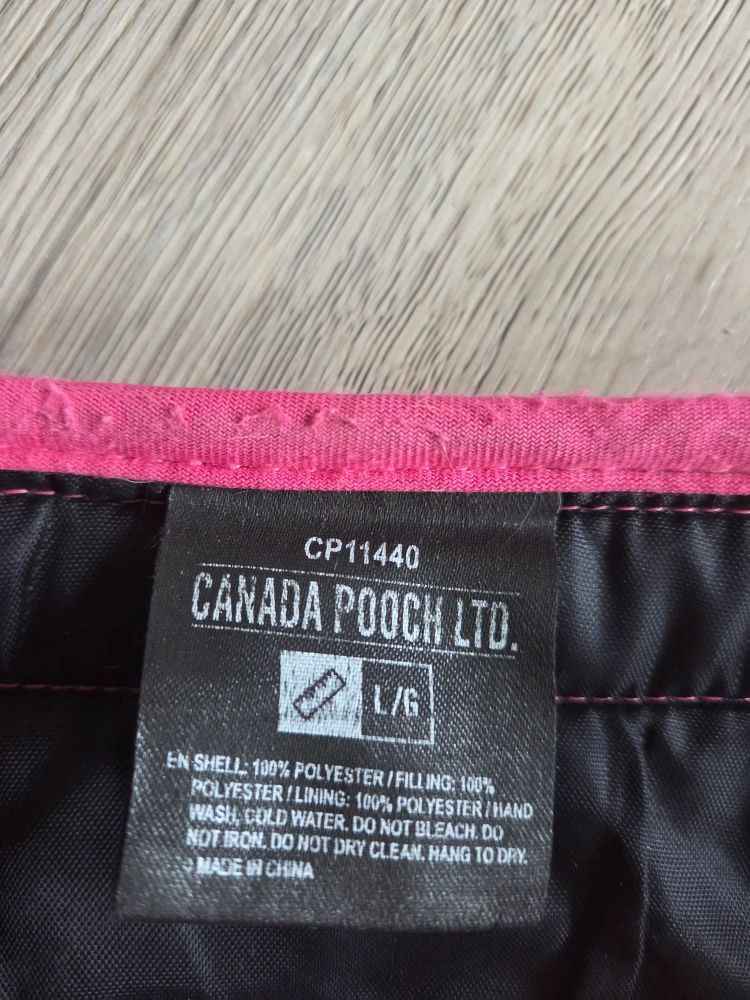 CP11440
CANADA POOCH LTD.
L/G
EN SHELL: 100% POLYESTER / FILLING: 100%
POLYESTER / LINING: 100% POLYESTER / HAND
WASH, COLD WATER. DO NOT BLEACH. DO
NOT IRON. DO NOT DRY CLEAN. HANG TO DRY.
MADE IN CHINA